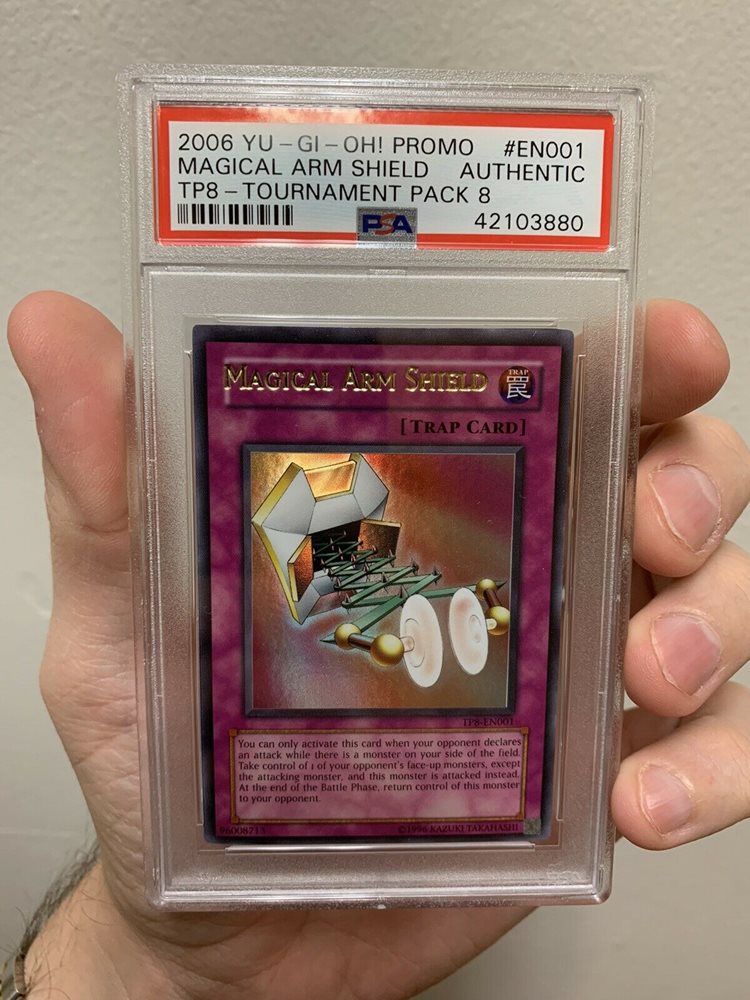 2006 YU-GI-OH! PROMO #EN001
MAGICAL ARM SHIELD AUTHENTIC
TP8-TOURNAMENT PACK 8
PSA 42103880
MAGICAL ARM SHIELD
TRAP
罠
[TRAP CARD]
TP8-EN001
You can only activate this card when your opponent declares
an attack while there is a monster on your side of the field.
Take control of 1 of your opponent's face-up monsters, except
the attacking monster, and this monster is attacked instead.
At the end of the Battle Phase, return control of this monster
to your opponent.
96008713 ©1996 KAZUKI TAKAHASHI